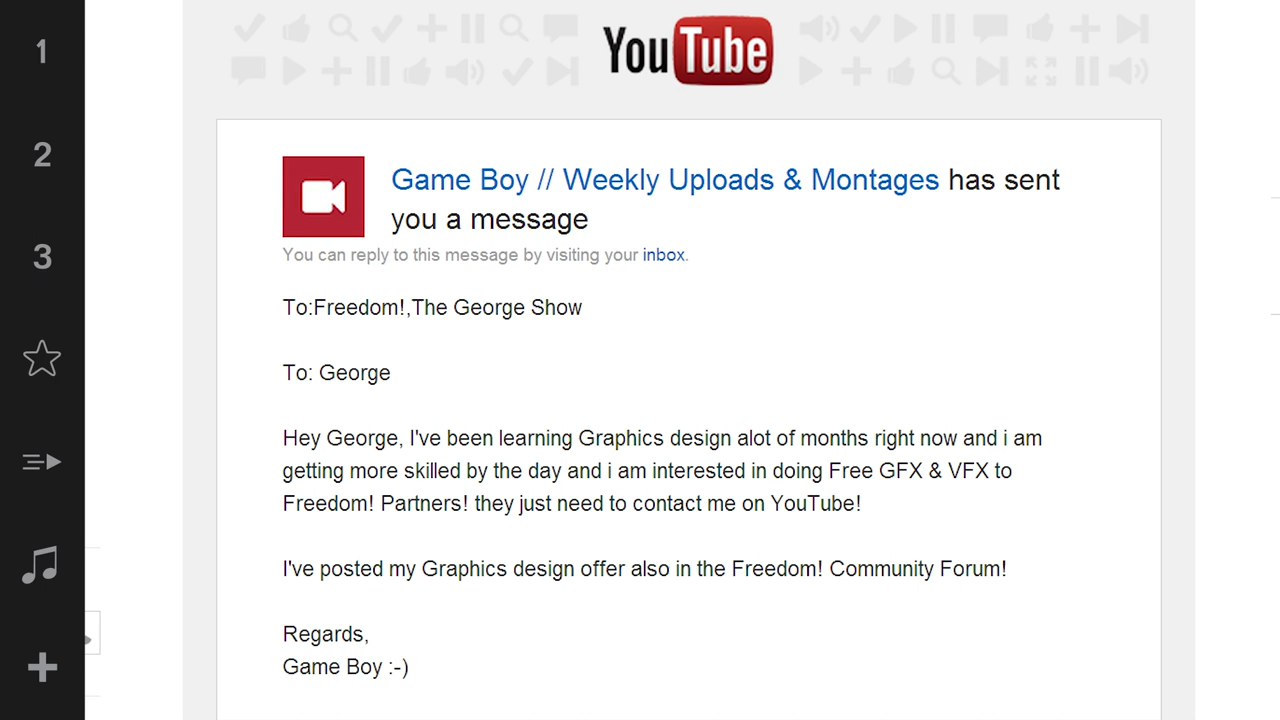 1
2
3
YouTube
Game Boy // Weekly Uploads & Montages has sent
you a message
You can reply to this message by visiting your inbox.
To:Freedom!,The George Show
To: George
Hey George, I've been learning Graphics design alot of months right now and i am
getting more skilled by the day and i am interested in doing Free GFX & VFX to
Freedom! Partners! they just need to contact me on YouTube!
I've posted my Graphics design offer also in the Freedom! Community Forum!
Regards,
Game Boy :-)